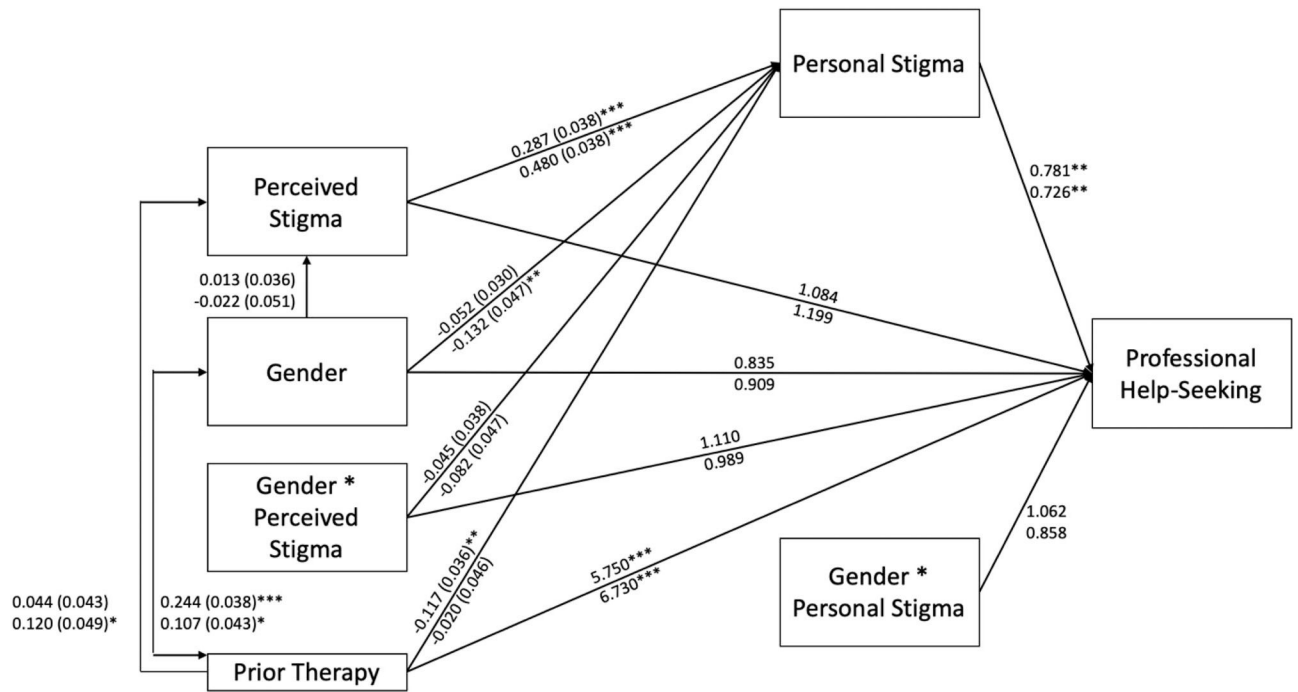 Personal Stigma
0.287 (0.038)***
0.480 (0.038)***
Perceived
Stigma
0.781**
0.726**
0.013 (0.036)
-0.022 (0.051)
-0.052 (0.030)
-0.132 (0.047)**
1.084
1.199
Gender
0.835
0.909
Professional
Help-Seeking
-0.045 (0.038)
-0.082 (0.047)
1.110
0.989
Gender *
Perceived
Stigma
1.062
0.858
Gender *
Personal Stigma
-0.117 (0.036)**
-0.020 (0.046)
5.750***
6.730***
0.044 (0.043)
0.120 (0.049)*
0.244 (0.038)***
0.107 (0.043)*
Prior Therapy